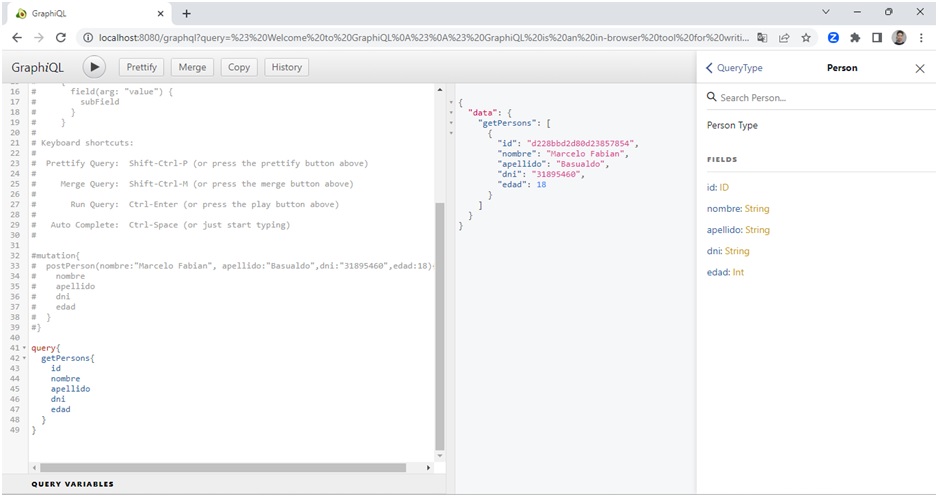 GraphiQL
localhost:8080/graphql?query=%23%20Welcome%20to%20GraphiQL%0A%23%0A%23%20GraphiQL%20is%20an%20in-browser%20tool%20for%20writi...
GraphiQL
Prettify
Merge
Copy
History
16 # field(arg: "value") {
17 # subField
18 # }
19 # }
20 #
21 # Keyboard shortcuts:
22 #
23 # Prettify Query: Shift-Ctrl-P (or press the prettify button above)
24 #
25 # Merge Query: Shift-Ctrl-M (or press the merge button above)
26 #
27 # Run Query: Ctrl-Enter (or press the play button above)
28 #
29 # Auto Complete: Ctrl-Space (or just start typing)
30 #
31
32 #mutation{
33 # postPerson(nombre:"Marcelo Fabian", apellido:"Basualdo",dni:"31895460",edad:18)
34 # nombre
35 # apellido
36 # dni
37 # edad
38 # }
39 #}
40
41 query{
42 getPersons{
43 id
44 nombre
45 apellido
46 dni
47 edad
48 }
49 }
QUERY VARIABLES
{
"data": {
"getPersons": [
{
"id": "d228bbd2d80d23857854",
"nombre": "Marcelo Fabian",
"apellido": "Basualdo",
"dni": "31895460",
"edad": 18
}
]
}
}
QueryType
Person
Search Person...
Person Type
FIELDS
id: ID
nombre: String
apellido: String
dni: String
edad: Int